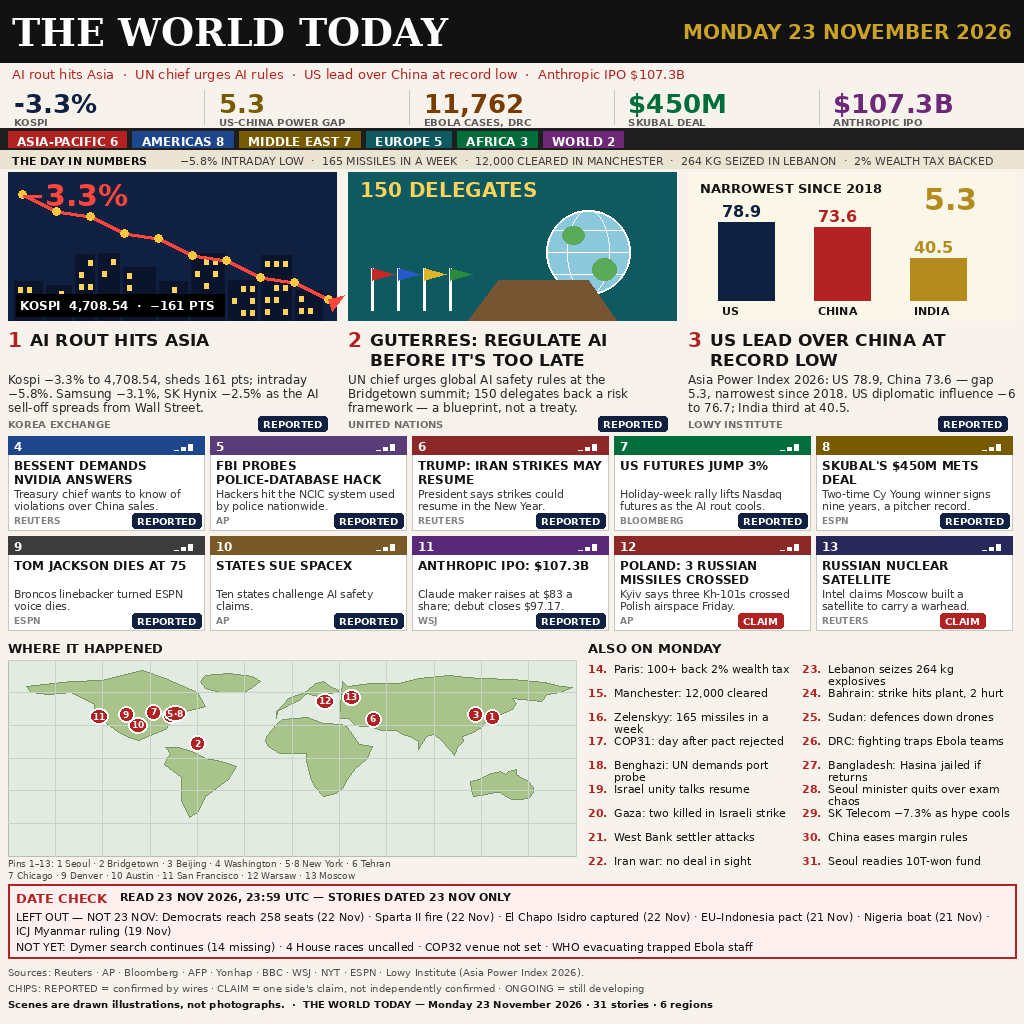 THE WORLD TODAY
MONDAY 23 NOVEMBER 2026
AI rout hits Asia · UN chief urges AI rules · US lead over China at record low · Anthropic IPO $107.3B
-3.3%
KOSPI
5.3
US-CHINA POWER GAP
11,762
EBOLA CASES, DRC
$450M
SKUBAL DEAL
$107.3B
ANTHROPIC IPO
ASIA-PACIFIC 6
AMERICAS 8
MIDDLE EAST 7
EUROPE 5
AFRICA 3
WORLD 2
THE DAY IN NUMBERS
−5.8% INTRADAY LOW · 165 MISSILES IN A WEEK · 12,000 CLEARED IN MANCHESTER · 264 KG SEIZED IN LEBANON · 2% WEALTH TAX BACKED
−3.3%
KOSPI 4,708.54 · −161 PTS
150 DELEGATES
NARROWEST SINCE 2018
5.3
78.9
73.6
40.5
US
CHINA
INDIA
1 AI ROUT HITS ASIA
Kospi −3.3% to 4,708.54, sheds 161 pts; intraday
−5.8%. Samsung −3.1%, SK Hynix −2.5% as the AI
sell-off spreads from Wall Street.
KOREA EXCHANGE
REPORTED
2 GUTERRES: REGULATE AI
BEFORE IT'S TOO LATE
UN chief urges global AI safety rules at the
Bridgetown summit; 150 delegates back a risk
framework — a blueprint, not a treaty.
UNITED NATIONS
REPORTED
3 US LEAD OVER CHINA AT
RECORD LOW
Asia Power Index 2026: US 78.9, China 73.6 — gap
5.3, narrowest since 2018. US diplomatic influence −6
to 76.7; India third at 40.5.
LOWY INSTITUTE
REPORTED
4
BESSENT DEMANDS
NVIDIA ANSWERS
Treasury chief wants to know of
violations over China sales.
REUTERS
REPORTED
5
FBI PROBES
POLICE-DATABASE HACK
Hackers hit the NCIC system used
by police nationwide.
AP
REPORTED
6
TRUMP: IRAN STRIKES MAY
RESUME
President says strikes could
resume in the New Year.
REUTERS
REPORTED
7
US FUTURES JUMP 3%
Holiday-week rally lifts Nasdaq
futures as the AI rout cools.
BLOOMBERG
REPORTED
8
SKUBAL'S $450M METS
DEAL
Two-time Cy Young winner signs
nine years, a pitcher record.
ESPN
REPORTED
9
TOM JACKSON DIES AT 75
Broncos linebacker turned ESPN
voice dies.
ESPN
REPORTED
10
STATES SUE SPACEX
Ten states challenge AI safety
claims.
AP
REPORTED
11
ANTHROPIC IPO: $107.3B
Claude maker raises at $83 a
share; debut closes $97.17.
WSJ
REPORTED
12
POLAND: 3 RUSSIAN
MISSILES CROSSED
Kyiv says three Kh-101s crossed
Polish airspace Friday.
AP
CLAIM
13
RUSSIAN NUCLEAR
SATELLITE
Intel claims Moscow built a
satellite to carry a warhead.
REUTERS
CLAIM
WHERE IT HAPPENED
11
9
10
7
5·8
2
12
13
6
3
1
Pins 1–13: 1 Seoul · 2 Bridgetown · 3 Beijing · 4 Washington · 5·8 New York · 6 Tehran
7 Chicago · 9 Denver · 10 Austin · 11 San Francisco · 12 Warsaw · 13 Moscow
ALSO ON MONDAY
14. Paris: 100+ back 2% wealth tax
15. Manchester: 12,000 cleared
16. Zelenskyy: 165 missiles in a
week
17. COP31: day after pact rejected
18. Benghazi: UN demands port
probe
19. Israel unity talks resume
20. Gaza: two killed in Israeli strike
21. West Bank settler attacks
22. Iran war: no deal in sight
23. Lebanon seizes 264 kg
explosives
24. Bahrain: strike hits plant, 2 hurt
25. Sudan: defences down drones
26. DRC: fighting traps Ebola teams
27. Bangladesh: Hasina jailed if
returns
28. Seoul minister quits over exam
chaos
29. SK Telecom −7.3% as hype cools
30. China eases margin rules
31. Seoul readies 10T-won fund
DATE CHECK READ 23 NOV 2026, 23:59 UTC — STORIES DATED 23 NOV ONLY
LEFT OUT — NOT 23 NOV: Democrats reach 258 seats (22 Nov) · Sparta II fire (22 Nov) · El Chapo Isidro captured (22 Nov) · EU–Indonesia pact (21 Nov) · Nigeria boat (21 Nov) ·
ICJ Myanmar ruling (19 Nov)
NOT YET: Dymer search continues (14 missing) · 4 House races uncalled · COP32 venue not set · WHO evacuating trapped Ebola staff
Sources: Reuters · AP · Bloomberg · AFP · Yonhap · BBC · WSJ · NYT · ESPN · Lowy Institute (Asia Power Index 2026).
CHIPS: REPORTED = confirmed by wires · CLAIM = one side's claim, not independently confirmed · ONGOING = still developing
Scenes are drawn illustrations, not photographs. · THE WORLD TODAY — Monday 23 November 2026 · 31 stories · 6 regions